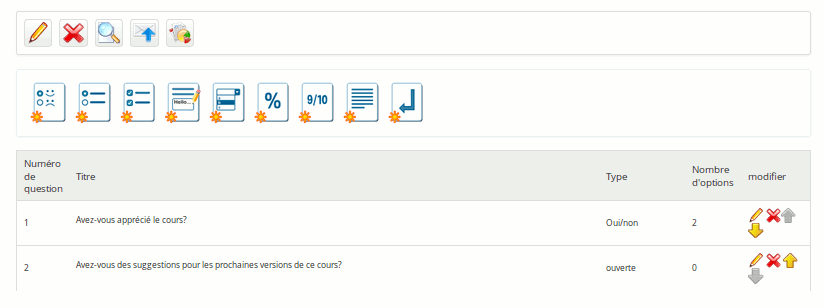 Hello...
%
9/10
Numéro de question Titre Type Nombre d'options modifier
1 Avez-vous apprécié le cours? Oui/non 2
2 Avez-vous des suggestions pour les prochaines versions de ce cours? ouverte 0